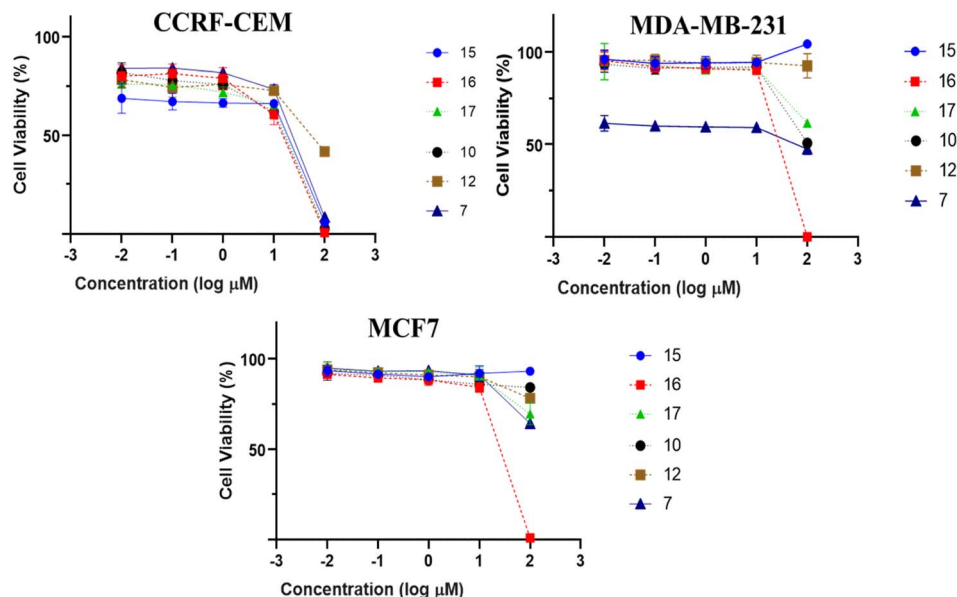 CCRF-CEM
Cell Viability (%)
100
50
-3 -2 -1 0 1 2 3
Concentration (log μM)
15
16
17
10
12
7
MDA-MB-231
Cell Viability (%)
100
50
0
-3 -2 -1 0 1 2 3
Concentration (log μM)
15
16
17
10
12
7
MCF7
Cell Viability (%)
100
50
-3 -2 -1 0 1 2 3
Concentration (log μM)
15
16
17
10
12
7